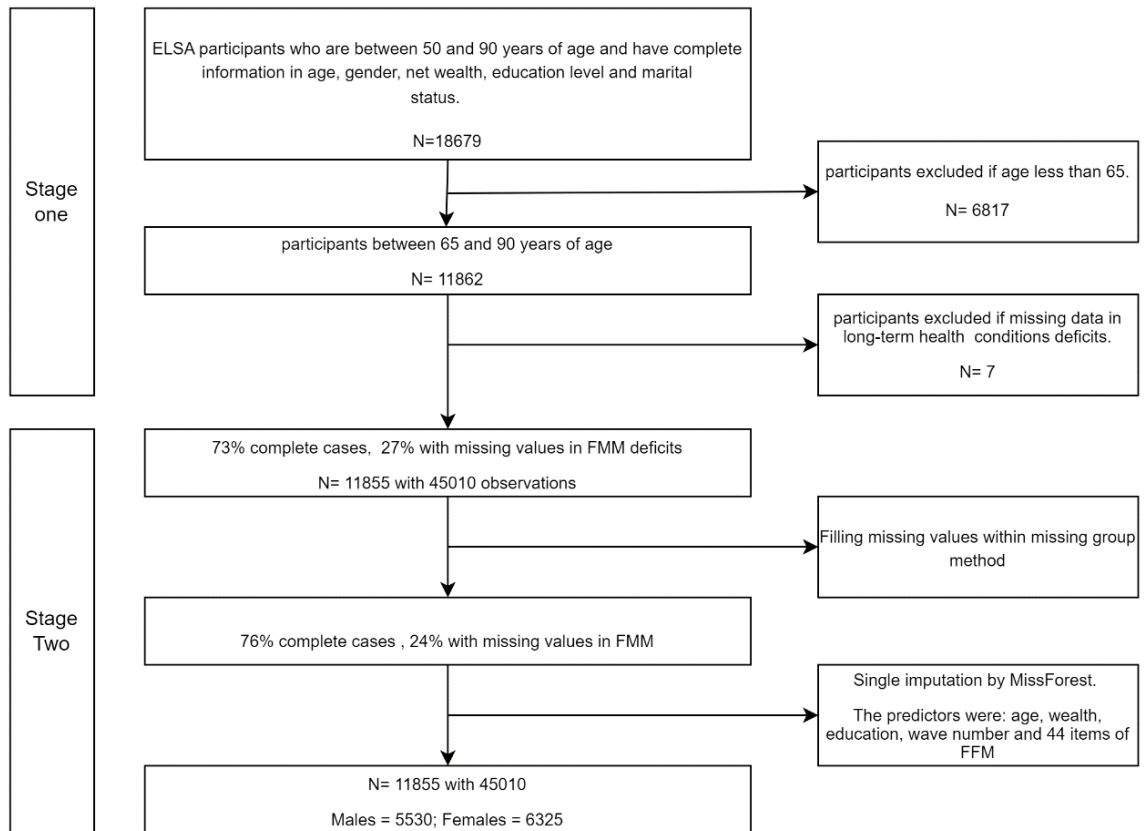 Stage
one
ELSA participants who are between 50 and 90 years of age and have complete
information in age, gender, net wealth, education level and marital
status.
N=18679
participants excluded if age less than 65.
N= 6817
participants between 65 and 90 years of age
N= 11862
participants excluded if missing data in
long-term health conditions deficits.
N= 7
Stage
Two
73% complete cases, 27% with missing values in FMM deficits
N= 11855 with 45010 observations
Filling missing values within missing group
method
76% complete cases , 24% with missing values in FMM
Single imputation by MissForest.
The predictors were: age, wealth,
education, wave number and 44 items of
FFM
N= 11855 with 45010
Males = 5530; Females = 6325